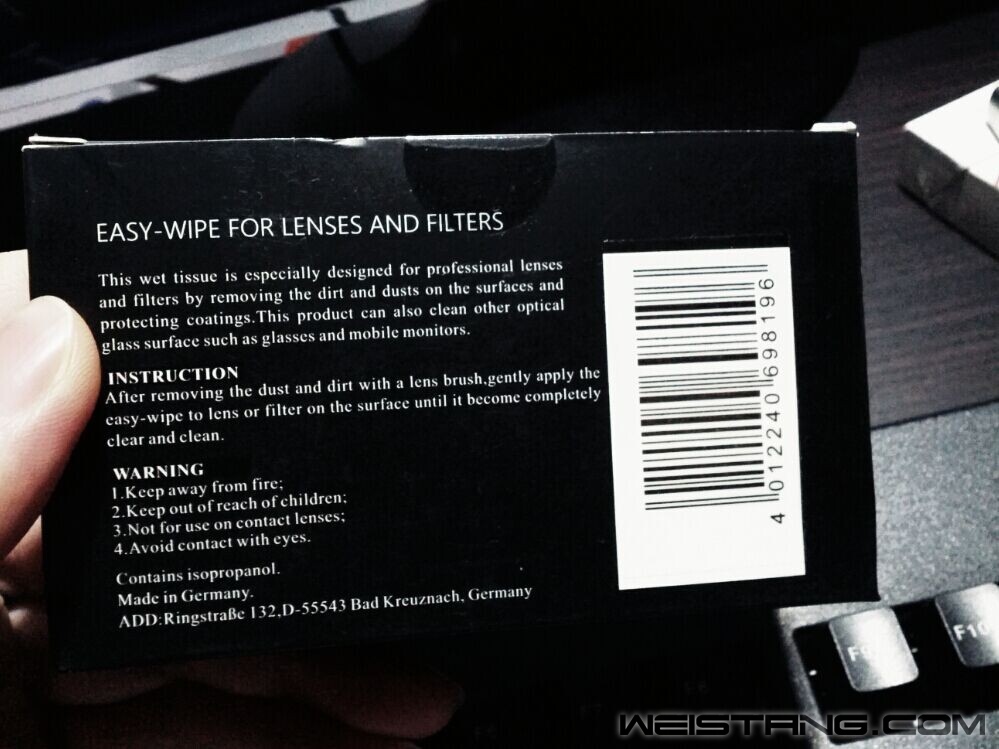 EASY-WIPE FOR LENSES AND FILTERS
This wet tissue is especially designed for professional lenses
and filters by removing the dirt and dusts on the surfaces and
protecting coatings.This product can also clean other optical
glass surface such as glasses and mobile monitors.
INSTRUCTION
After removing the dust and dirt with a lens brush,gently apply the
easy-wipe to lens or filter on the surface until it become completely
clear and clean.
WARNING
1.Keep away from fire;
2.Keep out of reach of children;
3.Not for use on contact lenses;
4.Avoid contact with eyes.
Contains isopropanol.
Made in Germany.
ADD:Ringstraße 132,D-55543 Bad Kreuznach, Germany
4 012240 698196
F9
F10
WEISTANG.COM